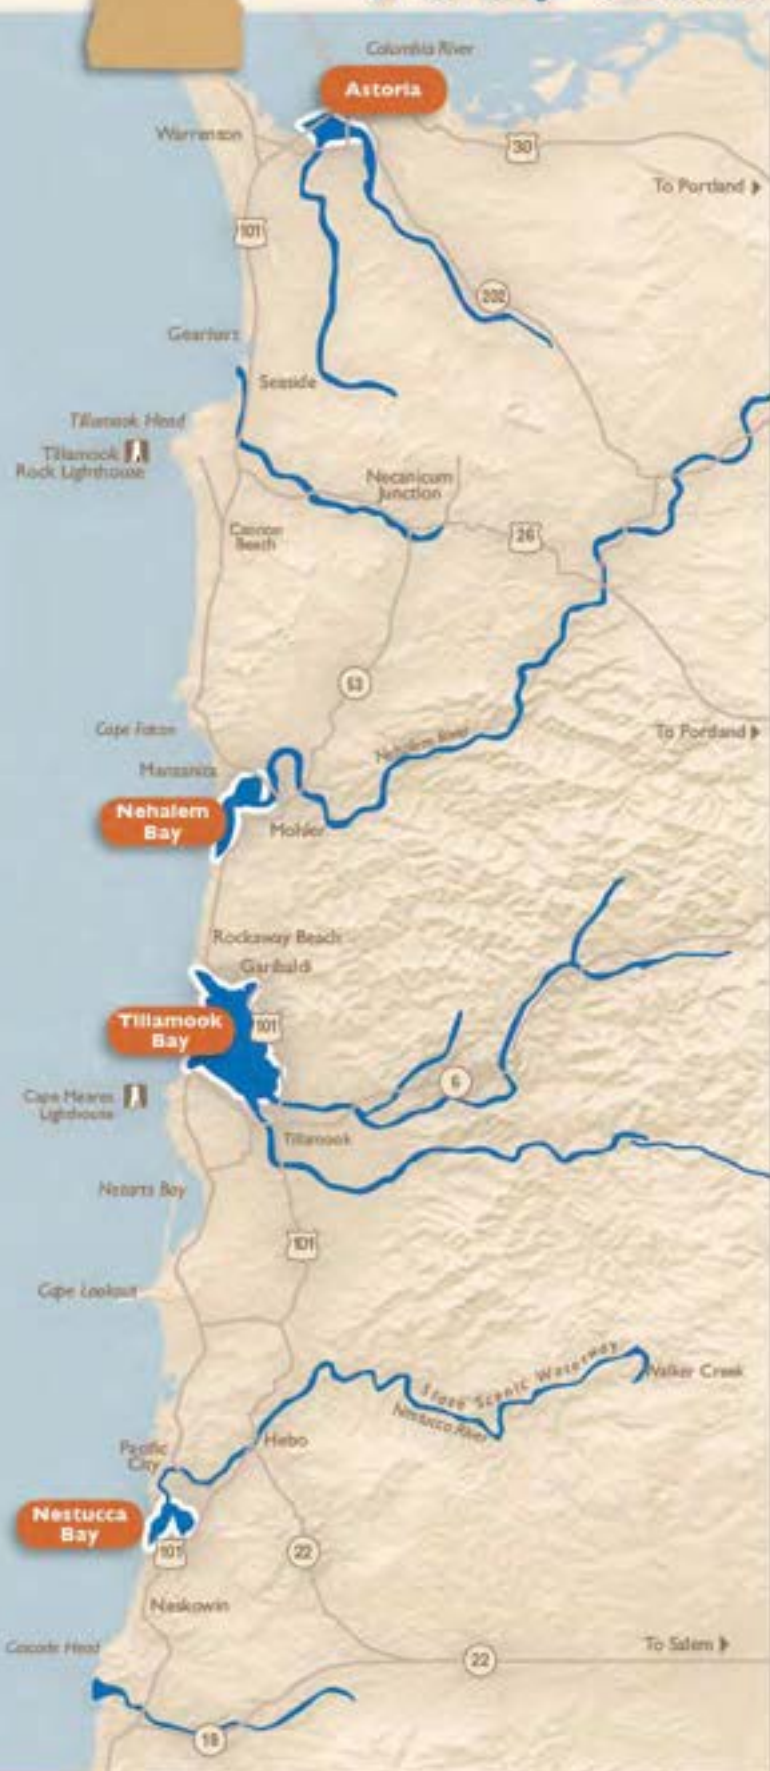 Columbia River
Astoria
Warrenton
30
To Portland
101
202
Gearhart
Seaside
Tillamook Head
Tillamook
Rock Lighthouse
Necanicum
Junction
Cannon
Beach
26
53
Cape Falcon
Nehalem River
To Portland
Manzanita
Nehalem
Bay
Mohler
Rockaway Beach
Garibaldi
Tillamook
Bay
101
6
Cape Meares
Lighthouse
Tillamook
Netarts Bay
101
Cape Lookout
State Scenic Waterway
Walker Creek
Nestucca River
Hebo
Pacific
City
Nestucca
Bay
101
22
Neskowin
Cascade Head
To Salem
22
18